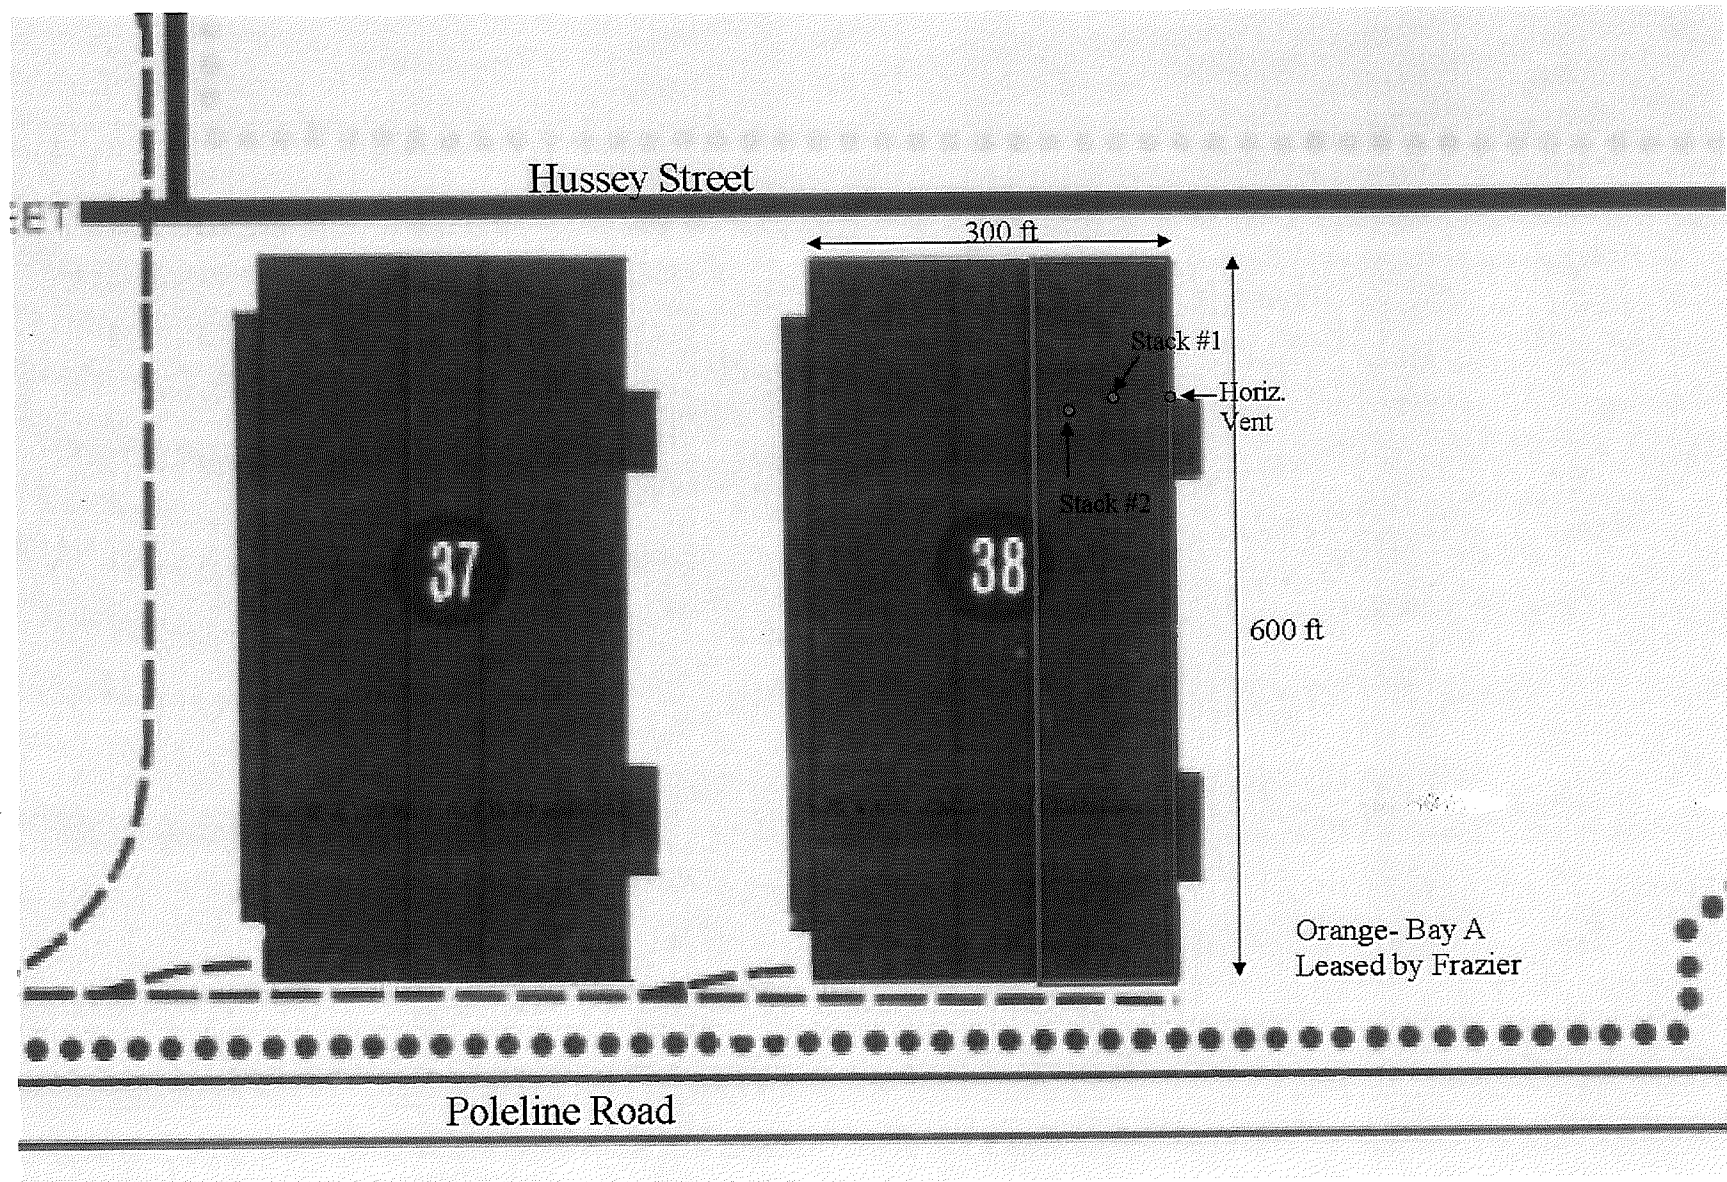 Hussey Street
EET
300 ft
Stack #1
Horiz.
Vent
Stack #2
37
38
600 ft
Orange- Bay A
Leased by Frazier
Poleline Road